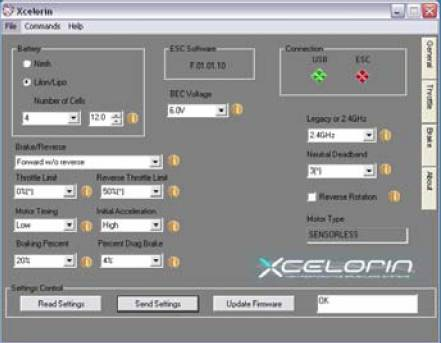 Xcelorin
File Commands Help
Battery
Nimh
LiIon/Lipo
Number of Cells
4 12.0
ESC Software
F.01.01.10
BEC Voltage
6.0V
Connection
USB ESC
Legacy or 2.4GHz
2.4GHz
Neutral Deadband
3(*)
Reverse Rotation
Motor Type
SENSORLESS
General
Throttle
Brake
About
Brake/Reverse
Forward w/o reverse
Throttle Limit Reverse Throttle Limit
0%(*) 50%(*)
Motor Timing Initial Acceleration
Low High
Braking Percent Percent Drag Brake
20% 4%
XCELORIN
Settings Control
Read Settings Send Settings Update Firmware OK